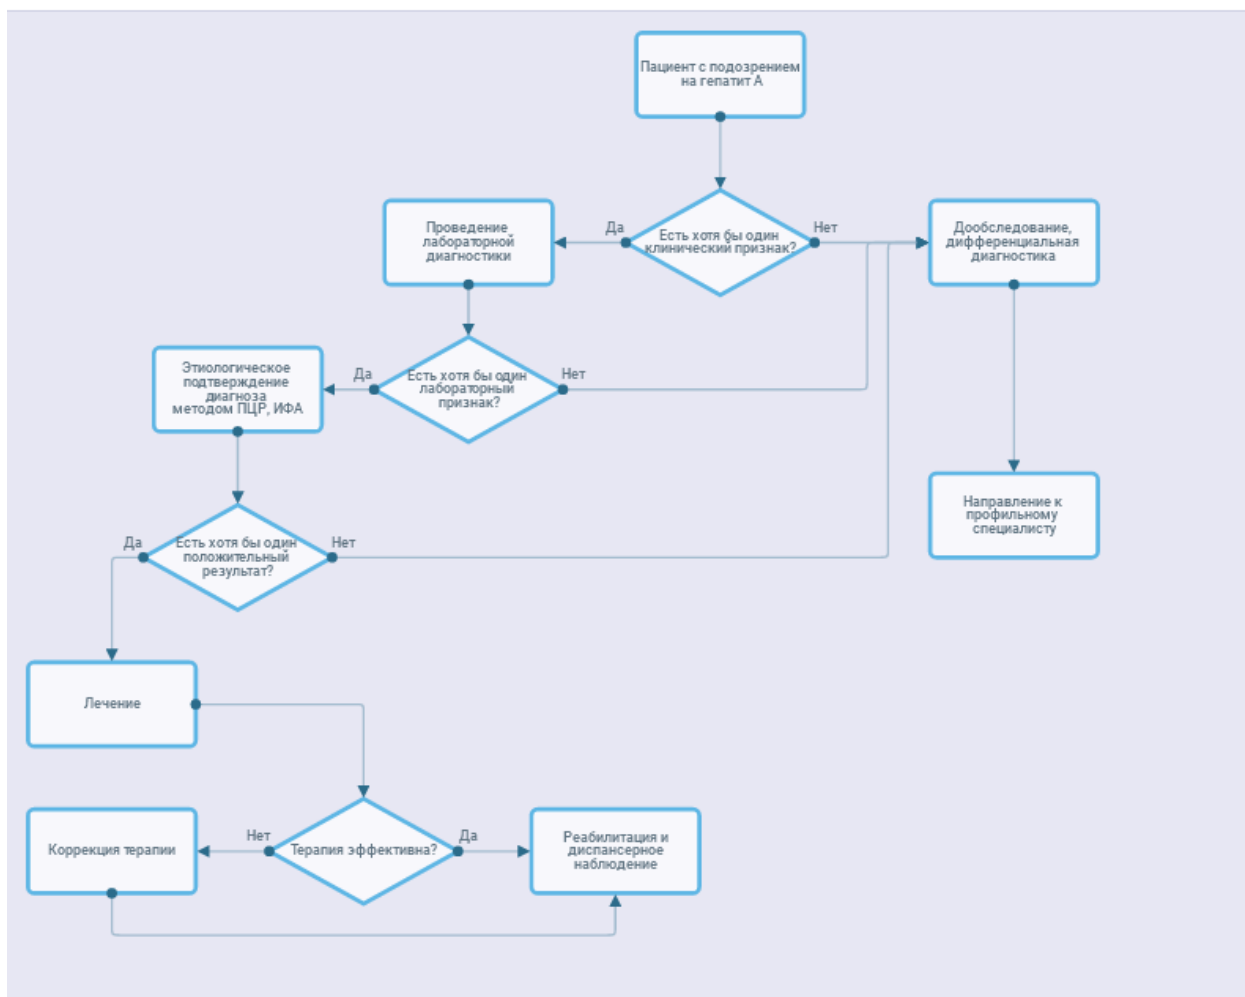 Пациент с подозрением
на гепатит А
Есть хотя бы один
клинический признак?
Да
Нет
Проведение
лабораторной
диагностики
Дообследование,
дифференциальная
диагностика
Есть хотя бы один
лабораторный
признак?
Да
Нет
Этиологическое
подтверждение
диагноза
методом ПЦР, ИФА
Направление к
профильному
специалисту
Есть хотя бы один
положительный
результат?
Да
Нет
Лечение
Терапия эффективна?
Нет
Да
Коррекция терапии
Реабилитация и
диспансерное
наблюдение